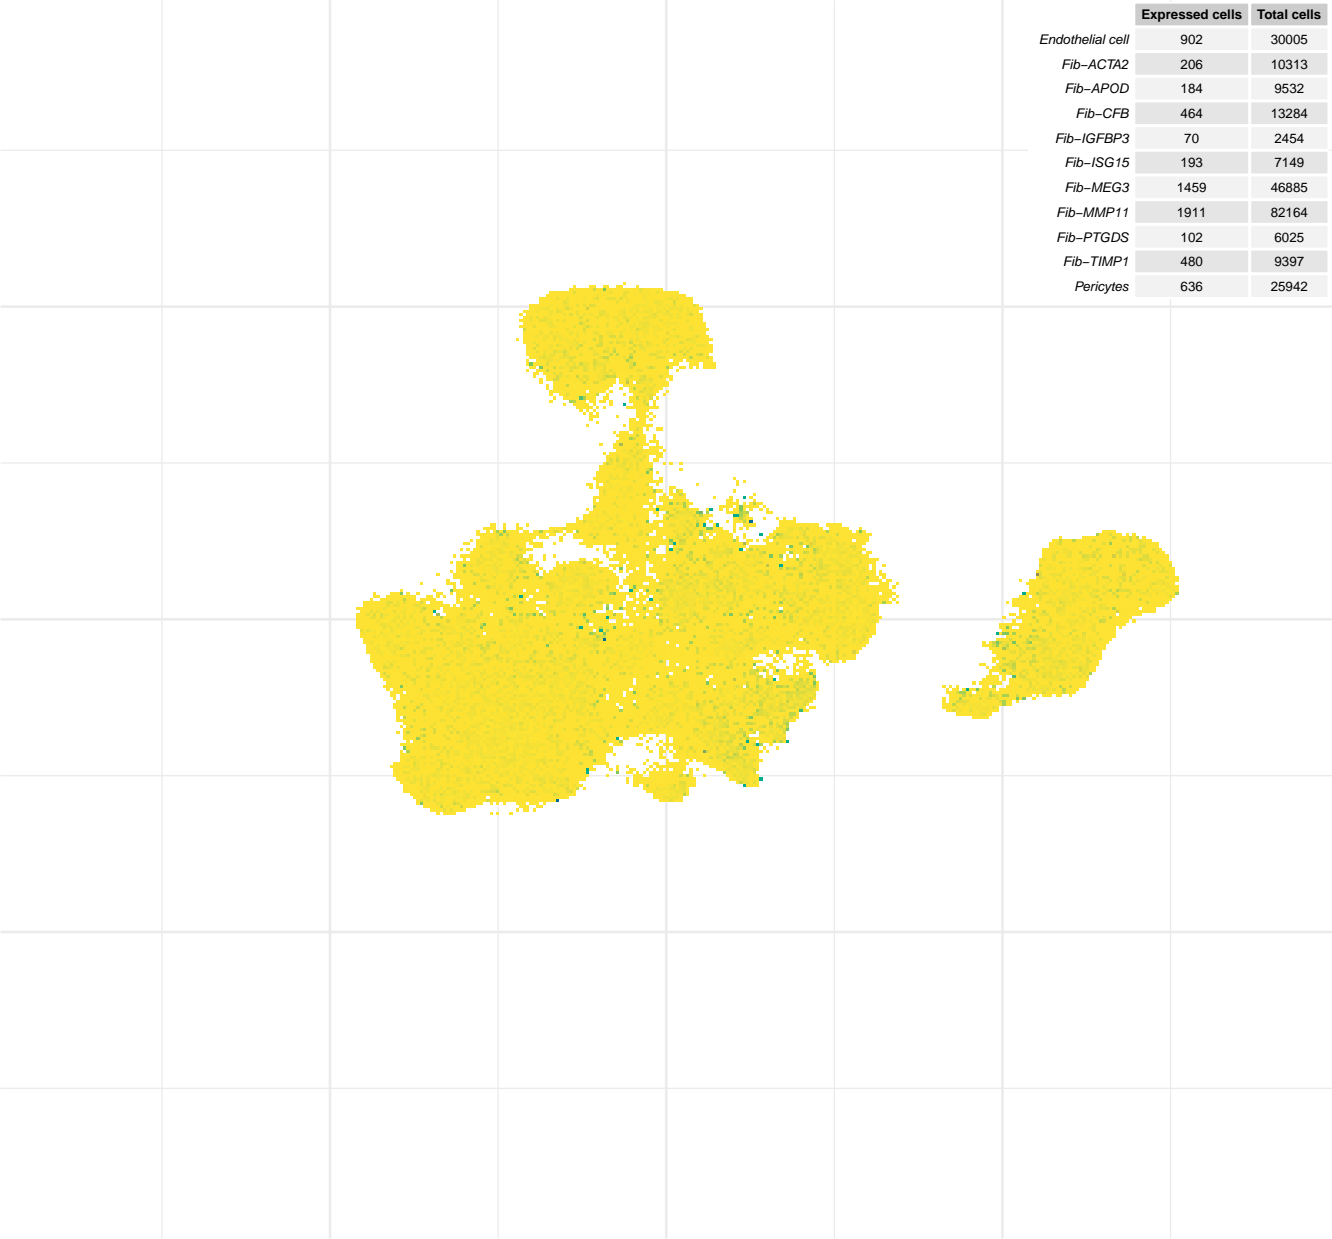 Expressed cells Total cells
Endothelial cell 902 30005
Fib−ACTA2 206 10313
Fib−APOD 184 9532
Fib−CFB 464 13284
Fib−IGFBP3 70 2454
Fib−ISG15 193 7149
Fib−MEG3 1459 46885
Fib−MMP11 1911 82164
Fib−PTGDS 102 6025
Fib−TIMP1 480 9397
Pericytes 636 25942